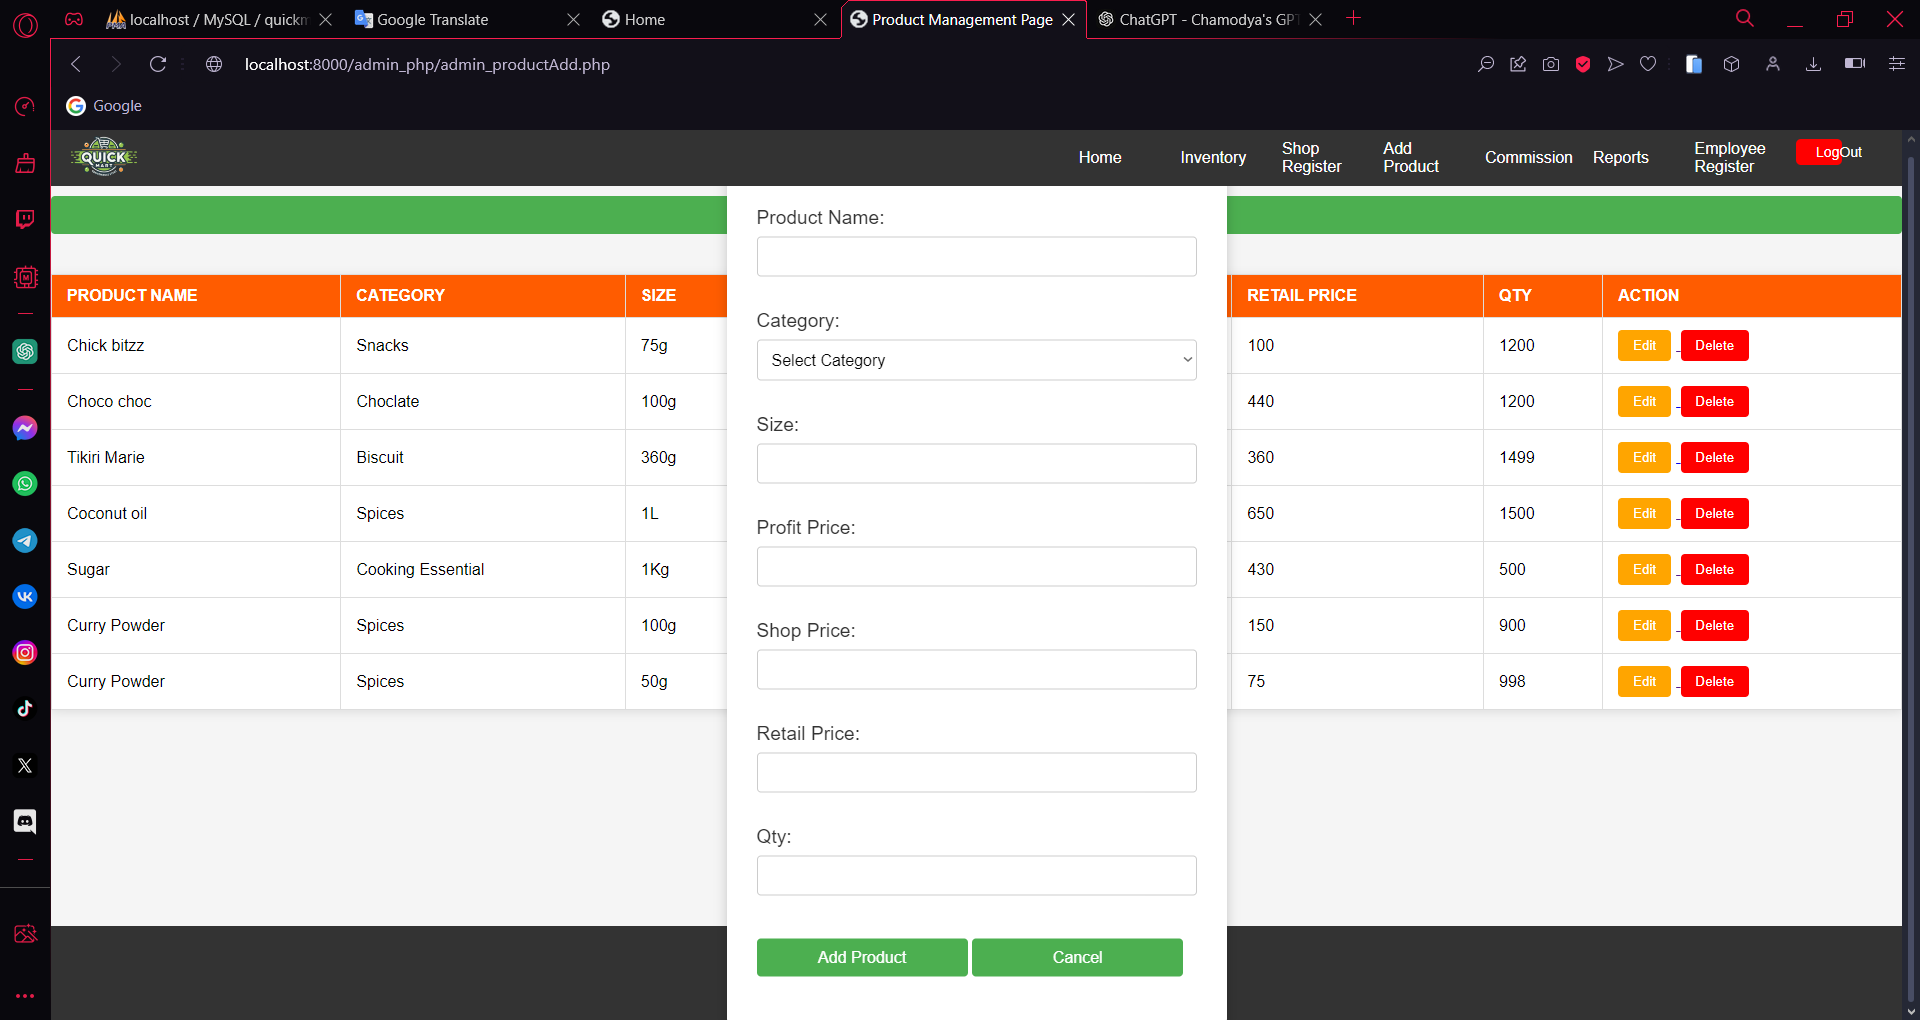 localhost / MySQL / quickm
Google Translate
Home
Product Management Page
ChatGPT - Chamodya's GPT
localhost:8000/admin_php/admin_productAdd.php
Google
QUICK
MART
Home
Inventory
Shop Register
Add Product
Commission
Reports
Employee Register
LogOut
Product Name:
Category:
Select Category
Size:
Profit Price:
Shop Price:
Retail Price:
Qty:
Add Product
Cancel
PRODUCT NAME CATEGORY SIZE RETAIL PRICE QTY ACTION
Chick bitzz Snacks 75g 100 1200 Edit Delete
Choco choc Choclate 100g 440 1200 Edit Delete
Tikiri Marie Biscuit 360g 360 1499 Edit Delete
Coconut oil Spices 1L 650 1500 Edit Delete
Sugar Cooking Essential 1Kg 430 500 Edit Delete
Curry Powder Spices 100g 150 900 Edit Delete
Curry Powder Spices 50g 75 998 Edit Delete